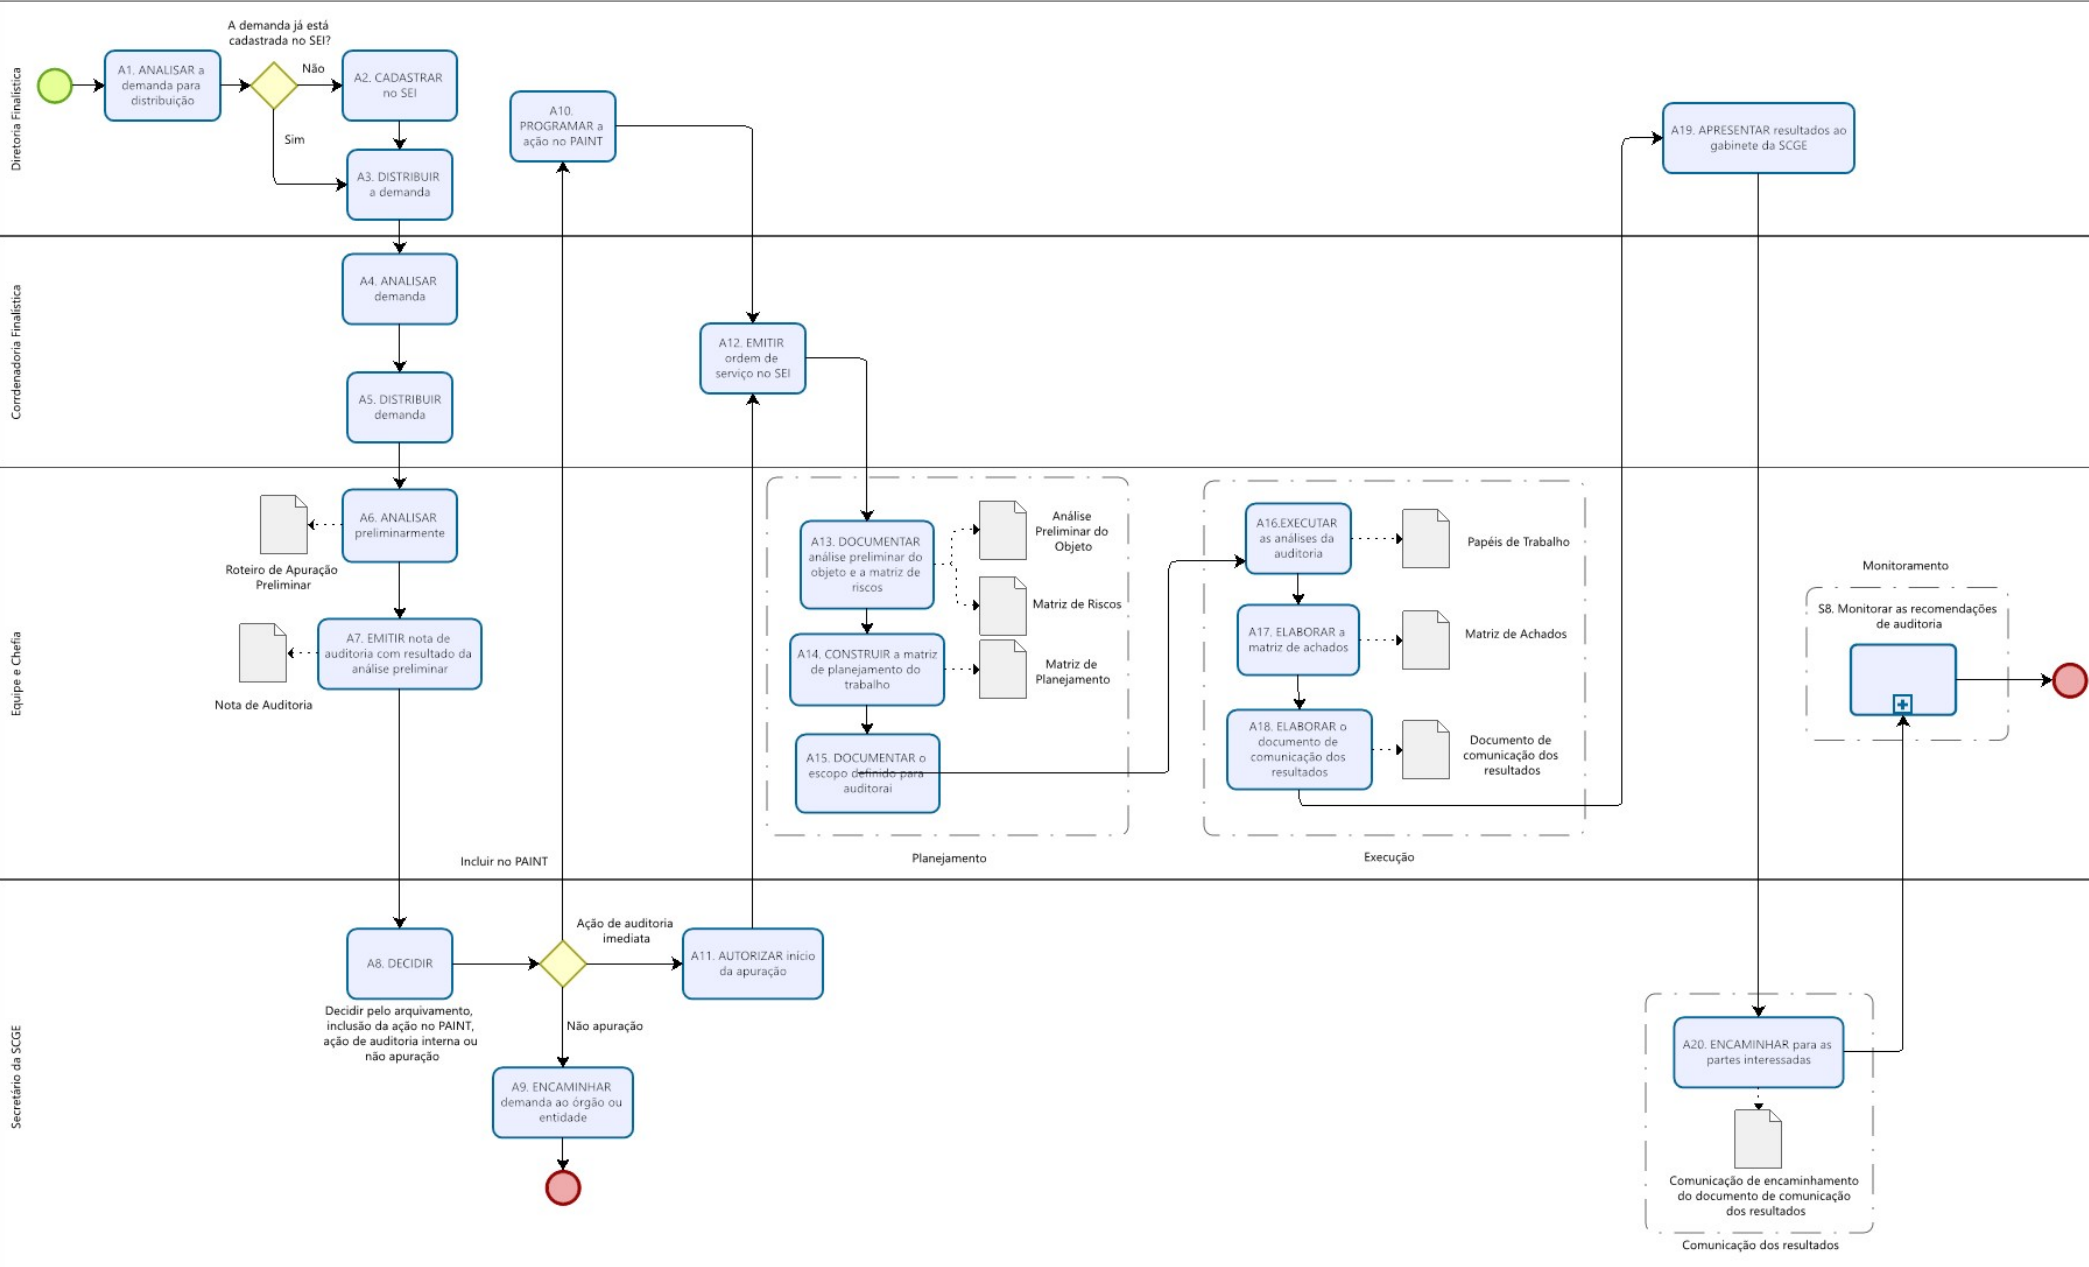 Diretoria Finalística
A demanda já está
cadastrada no SEI?
A1. ANALISAR a
demanda para
distribuição
Não
Sim
A2. CADASTRAR
no SEI
A3. DISTRIBUIR
a demanda
A10.
PROGRAMAR a
ação no PAINT
A19. APRESENTAR resultados ao
gabinete da SCGE
Corrdenadoria Finalística
A4. ANALISAR
demanda
A5. DISTRIBUIR
demanda
A12. EMITIR
ordem de
serviço no SEI
Equipe e Chefia
A6. ANALISAR
preliminarmente
Roteiro de Apuração
Preliminar
A7. EMITIR nota de
auditoria com resultado da
análise preliminar
Nota de Auditoria
A13. DOCUMENTAR
análise preliminar do
objeto e a matriz de
riscos
Análise
Preliminar do
Objeto
Matriz de Riscos
A14. CONSTRUIR a matriz
de planejamento do
trabalho
Matriz de
Planejamento
A15. DOCUMENTAR o
escopo definido para
auditorai
Planejamento
A16.EXECUTAR
as análises da
auditoria
Papéis de Trabalho
A17. ELABORAR a
matriz de achados
Matriz de Achados
A18. ELABORAR o
documento de
comunicação dos
resultados
Documento de
comunicação dos
resultados
Execução
Monitoramento
S8. Monitorar as recomendações
de auditoria
Incluir no PAINT
Secretário da SCGE
A8. DECIDIR
Decidir pelo arquivamento,
inclusão da ação no PAINT,
ação de auditoria interna ou
não apuração
Ação de auditoria
imediata
A11. AUTORIZAR início
da apuração
Não apuração
A9. ENCAMINHAR
demanda ao órgão ou
entidade
A20. ENCAMINHAR para as
partes interessadas
Comunicação de encaminhamento
do documento de comunicação
dos resultados
Comunicação dos resultados